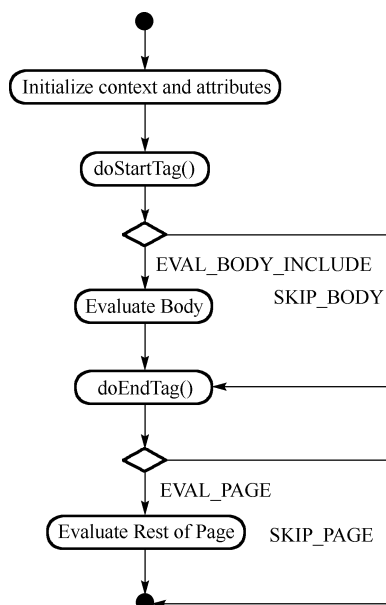 Initialize context and attributes
doStartTag()
EVAL_BODY_INCLUDE
SKIP_BODY
Evaluate Body
doEndTag()
EVAL_PAGE
SKIP_PAGE
Evaluate Rest of Page